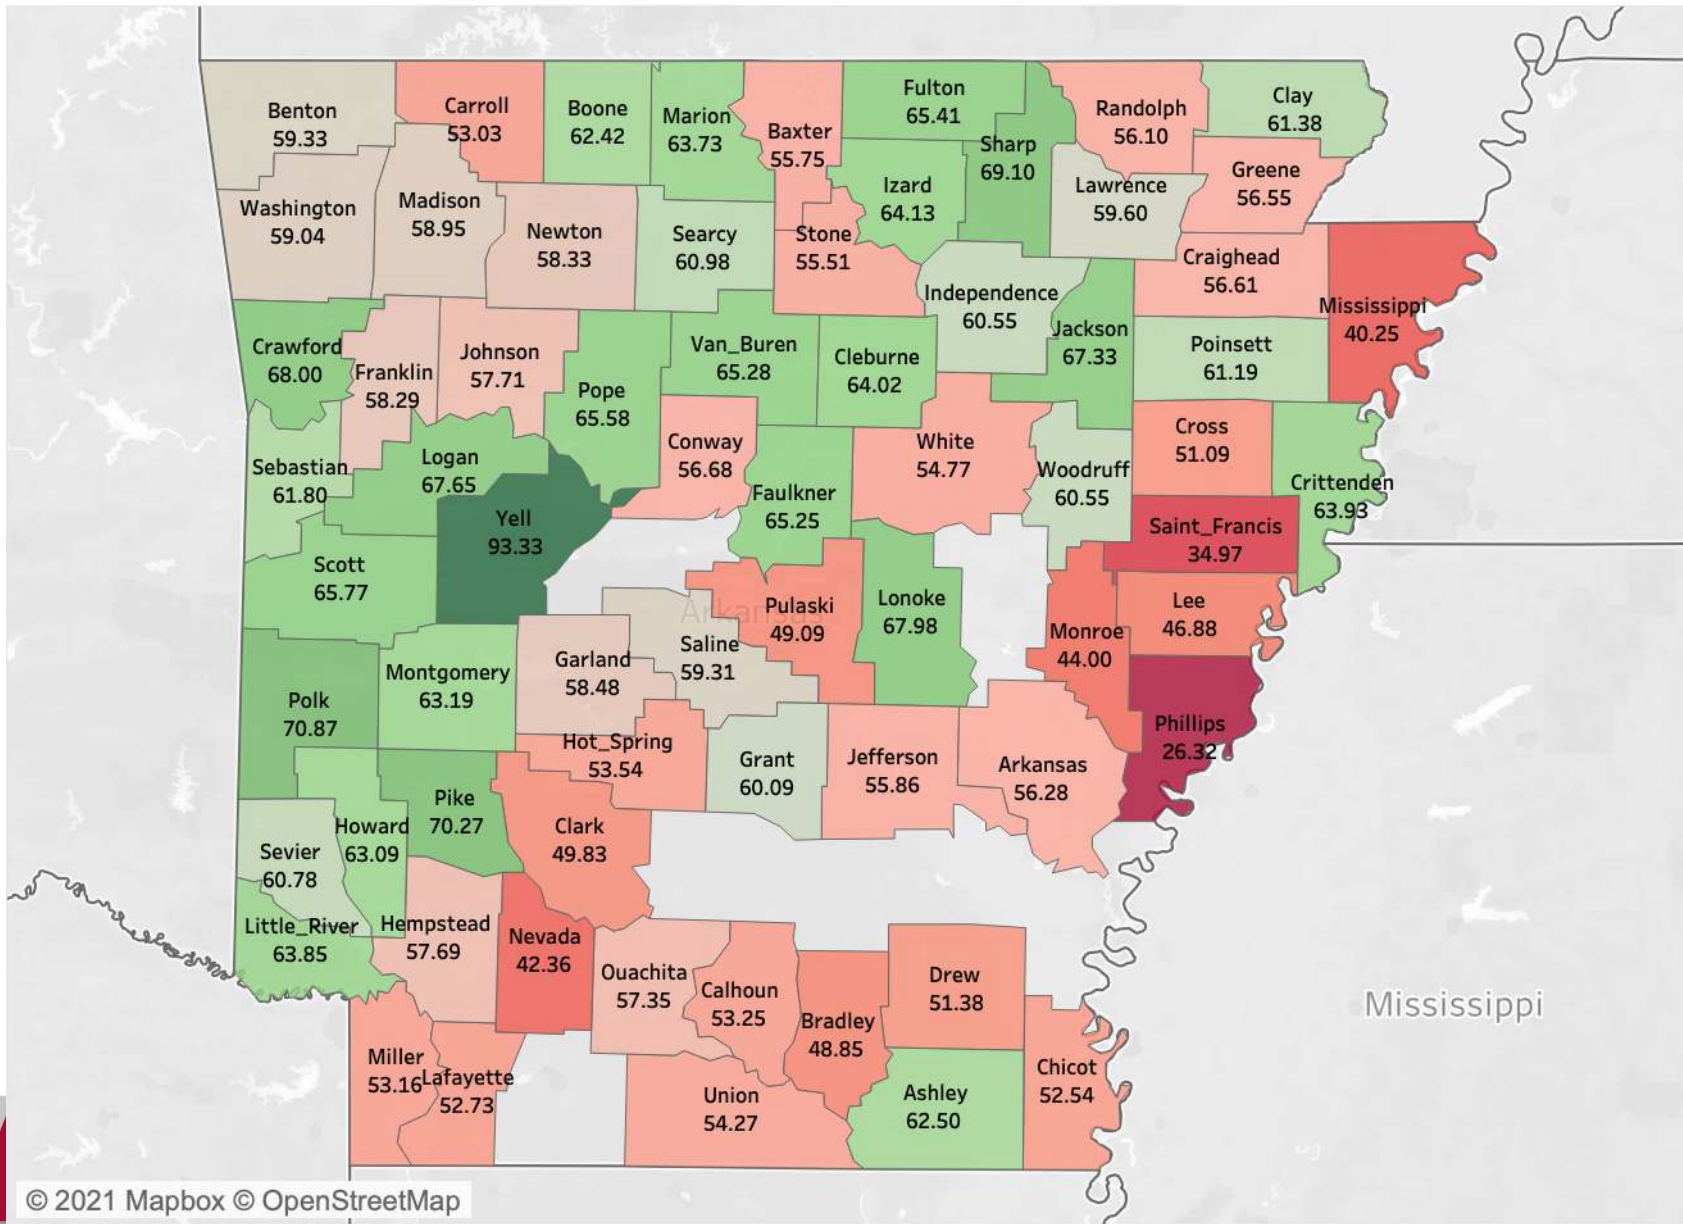 Benton
59.33
Carroll
53.03
Boone
62.42
Marion
63.73
Baxter
55.75
Fulton
65.41
Sharp
69.10
Randolph
56.10
Clay
61.38
Washington
59.04
Madison
58.95
Newton
58.33
Searcy
60.98
Stone
55.51
Izard
64.13
Lawrence
59.60
Greene
56.55
Independence
60.55
Craighead
56.61
Mississippi
40.25
Crawford
68.00
Franklin
58.29
Johnson
57.71
Pope
65.58
Van_Buren
65.28
Cleburne
64.02
Jackson
67.33
Poinsett
61.19
Sebastian
61.80
Logan
67.65
Yell
93.33
Conway
56.68
Faulkner
65.25
White
54.77
Woodruff
60.55
Cross
51.09
Crittenden
63.93
Saint_Francis
34.97
Scott
65.77
Arkansas
Pulaski
49.09
Lonoke
67.98
Monroe
44.00
Lee
46.88
Polk
70.87
Montgomery
63.19
Garland
58.48
Saline
59.31
Phillips
26.32
Hot_Spring
53.54
Grant
60.09
Jefferson
55.86
Arkansas
56.28
Pike
70.27
Howard
63.09
Clark
49.83
Sevier
60.78
Little_River
63.85
Hempstead
57.69
Nevada
42.36
Ouachita
57.35
Calhoun
53.25
Bradley
48.85
Drew
51.38
Mississippi
Miller
53.16
Lafayette
52.73
Union
54.27
Ashley
62.50
Chicot
52.54
© 2021 Mapbox © OpenStreetMap